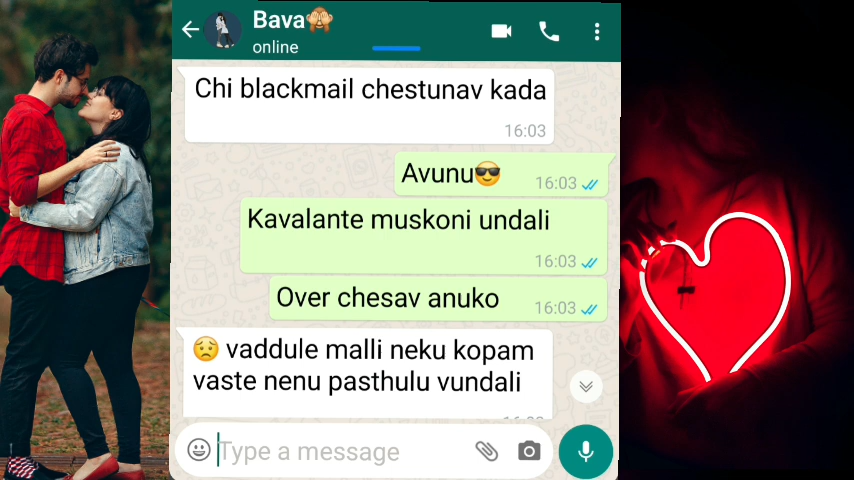 Bava🙈
online
Chi blackmail chestunav kada
16:03
Avunu😎
16:03
Kavalante muskoni undali
16:03
Over chesav anuko
16:03
😟 vaddule malli neku kopam
vaste nenu pasthulu vundali
Type a message